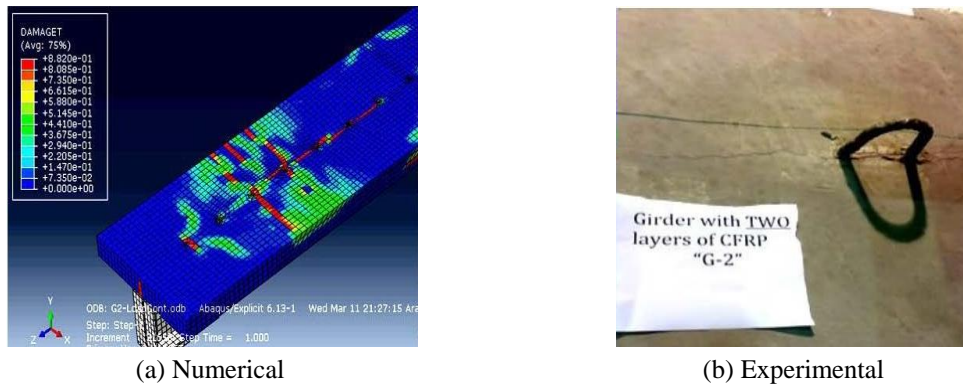 DAMAGET
(Avg: 75%)
+8.820e-01
+8.085e-01
+7.350e-01
+6.615e-01
+5.880e-01
+5.145e-01
+4.410e-01
+3.675e-01
+2.940e-01
+2.205e-01
+1.470e-01
+7.350e-02
+0.000e+00
Y
Z X
ODB: G2-Load Cont.odb Abaqus/Explicit 6.13-1 Wed Mar 11 21:27:15 Ara
Step: Step-
Increment Step Time = 1.000
Girder with TWO
layers of CFRP
"G-2"
(a) Numerical
(b) Experimental